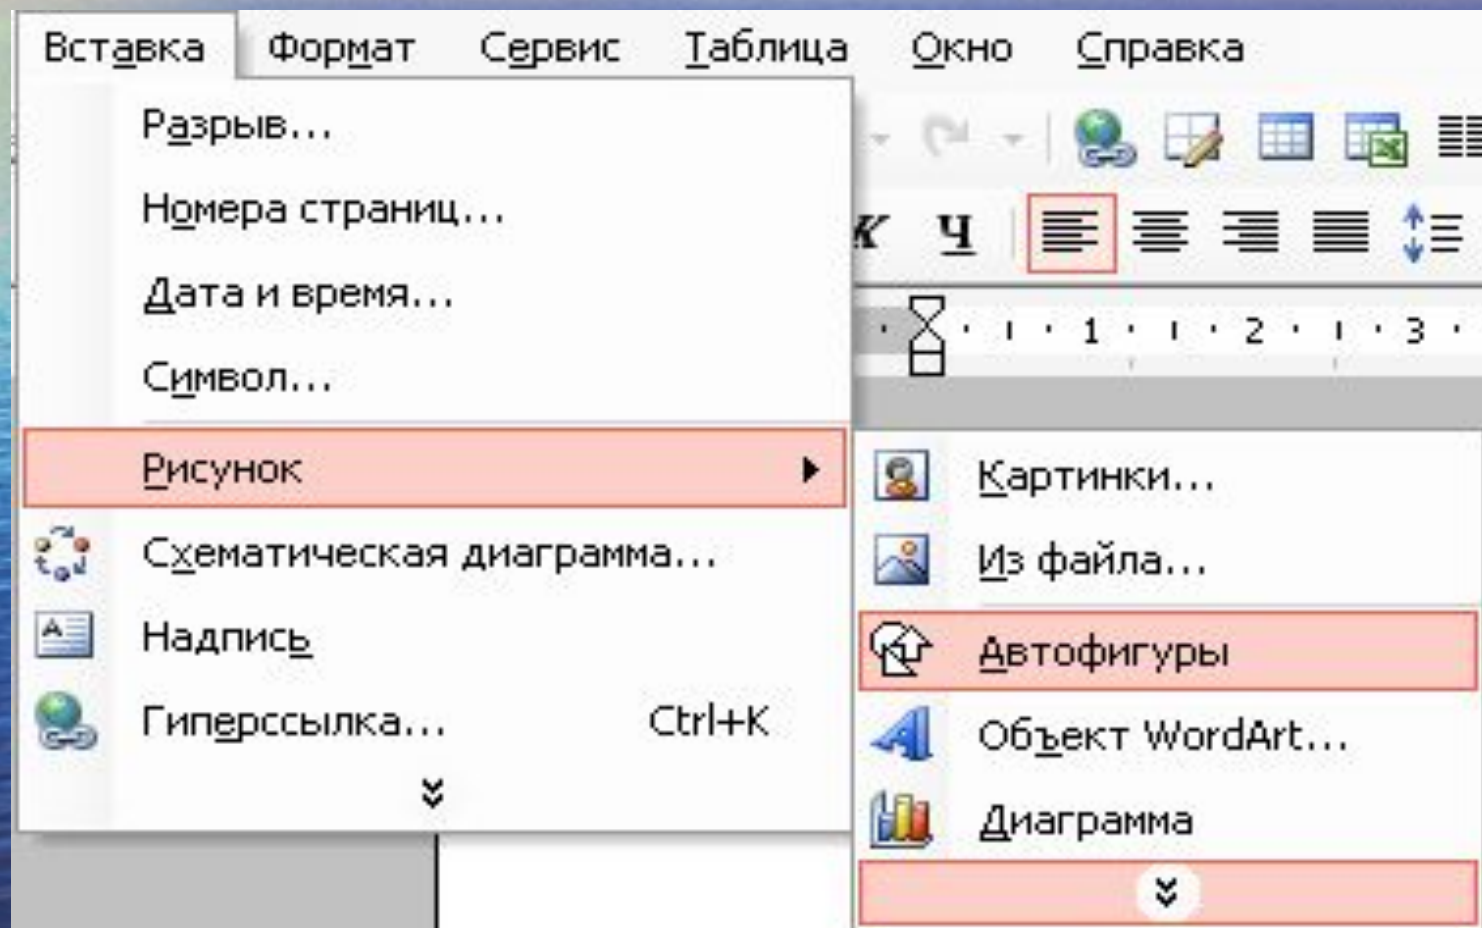 Вставка Формат Сервис Таблица Окно Справка
Разрыв...
Номера страниц...
Дата и время...
Символ...
Рисунок
Схематическая диаграмма...
Надпись
Гиперссылка... Ctrl+K
К Ч
1 2 3
Картинки...
Из файла...
Автофигуры
Объект WordArt...
Диаграмма